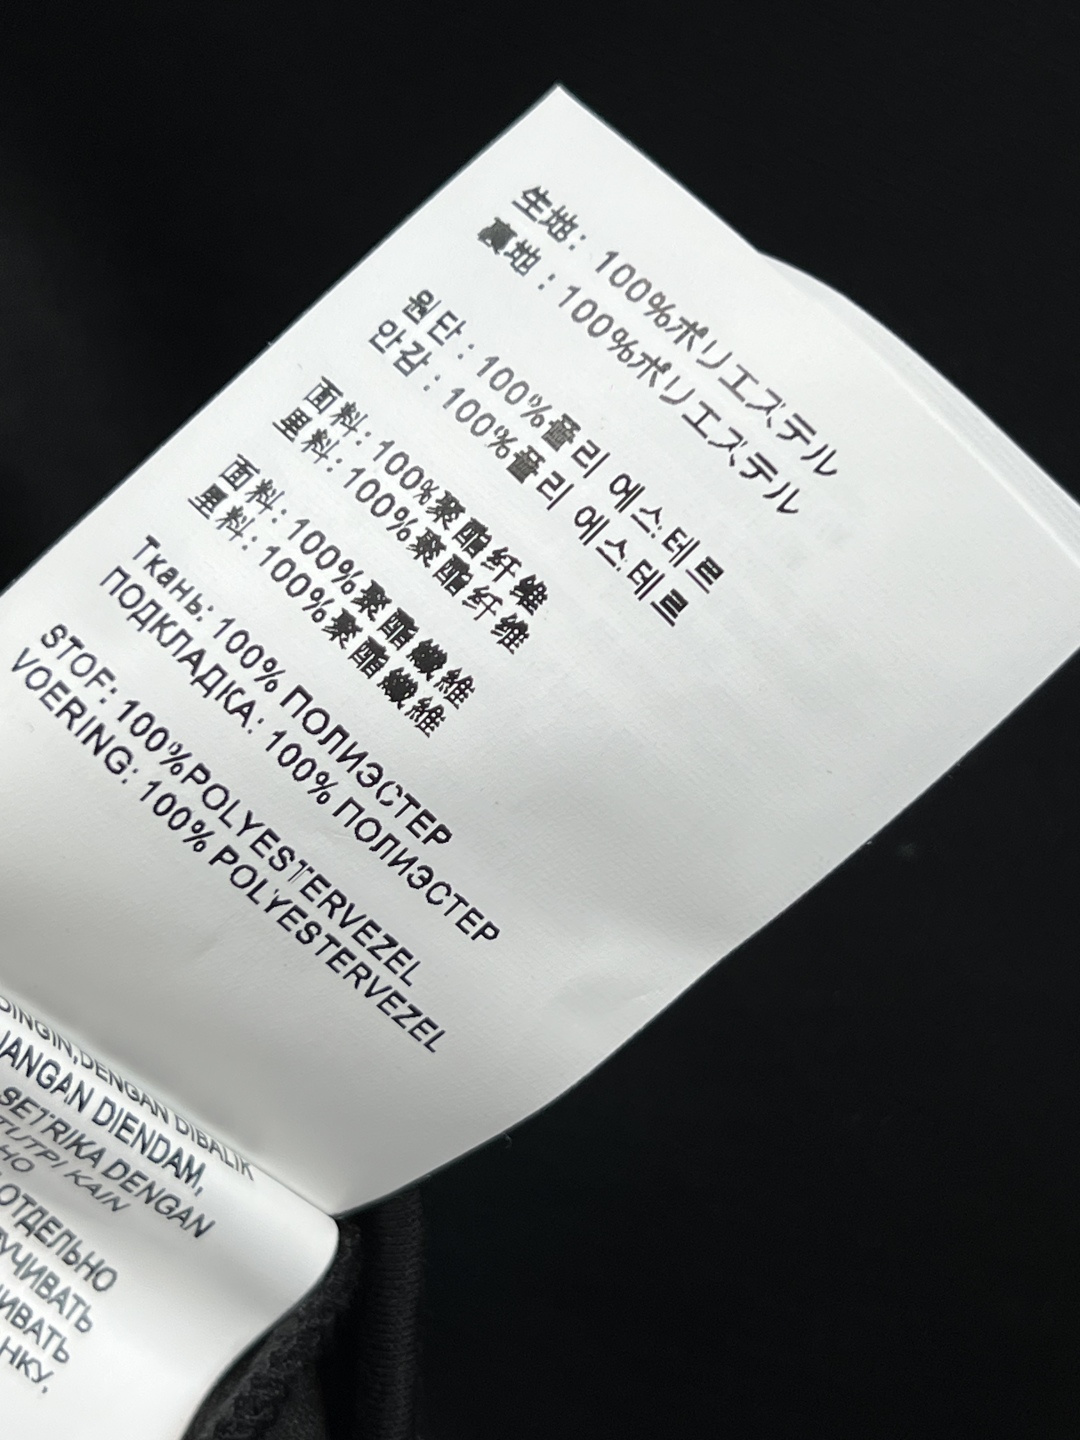 生地: 100%ポリエステル
裏地 : 100%ポリエステル
원 타 : 100%폴리 에스.테르
안감 : 100%폴리 에스.테르
面料: 100%聚酯纤维
里料: 100%聚酯纤维
面料: 100%聚酯纖維
里料: 100%聚酯纖維
Ткань: 100% ПОЛИЭСТЕР
ПОДКЛАДКА: 100% ПОЛИЭСТЕР
STOF: 100%POLYESTERVEZEL
VOERING: 100% POLYESTERVEZEL
DINGIN,DENGAN DIBALIK
JANGAN DIENDAM,
SETRIKA DENGAN
KAIN
ОТДЕЛЬНО